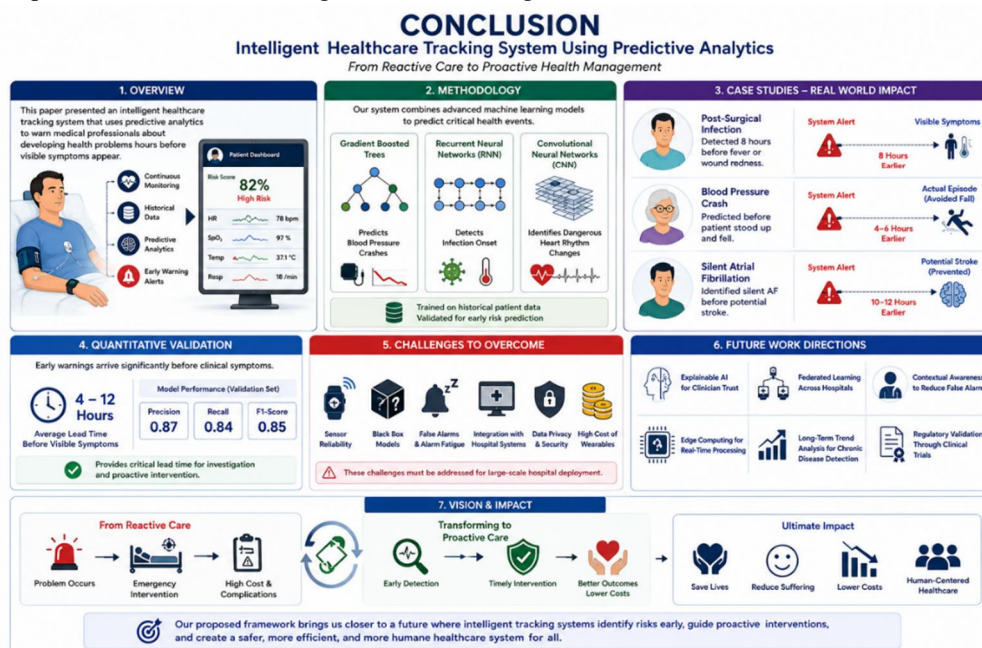 CONCLUSION
Intelligent Healthcare Tracking System Using Predictive Analytics
From Reactive Care to Proactive Health Management
1. OVERVIEW
This paper presented an intelligent healthcare
tracking system that uses predictive analytics
to warn medical professionals about
developing health problems hours before
visible symptoms appear.
Continuous
Monitoring
Historical
Data
Predictive
Analytics
Early Warning
Alerts
Patient Dashboard
Risk Score
82%
High Risk
HR
78 bpm
SpO₂
97 %
Temp
37.1°C
Resp
18 /min
2. METHODOLOGY
Our system combines advanced machine learning models
to predict critical health events.
Gradient Boosted
Trees
Predicts
Blood Pressure
Crashes
Recurrent Neural
Networks (RNN)
Detects
Infection Onset
Convolutional
Neural Networks (CNN)
Identifies Dangerous
Heart Rhythm
Changes
Trained on historical patient data
Validated for early risk prediction
3. CASE STUDIES – REAL WORLD IMPACT
Post-Surgical
Infection
Detected 8 hours
before fever or
wound redness.
System Alert
8 Hours
Earlier
Visible Symptoms
Blood Pressure
Crash
Predicted before
patient stood up
and fell.
System Alert
4–6 Hours
Earlier
Actual Episode
(Avoided Fall)
Silent Atrial
Fibrillation
Identified silent AF
before potential
stroke.
System Alert
10–12 Hours
Earlier
Potential Stroke
(Prevented)
4. QUANTITATIVE VALIDATION
Early warnings arrive significantly before clinical symptoms.
4 – 12
Hours
Average Lead Time
Before Visible Symptoms
Model Performance (Validation Set)
Precision
0.87
Recall
0.84
F1-Score
0.85
Provides critical lead time for investigation
and proactive intervention.
5. CHALLENGES TO OVERCOME
Sensor
Reliability
Black Box
Models
False Alarms
& Alarm Fatigue
Integration with
Hospital Systems
Data Privacy
& Security
High Cost of
Wearables
These challenges must be addressed for large-scale hospital deployment.
6. FUTURE WORK DIRECTIONS
Explainable AI
for Clinician Trust
Federated Learning
Across Hospitals
Contextual Awareness
to Reduce False Alarm
Edge Computing for
Real-Time Processing
Long-Term Trend
Analysis for Chronic
Disease Detection
Regulatory Validation
Through Clinical
Trials
7. VISION & IMPACT
From Reactive Care
Problem Occurs
Emergency
Intervention
High Cost &
Complications
Transforming to
Proactive Care
Early Detection
Timely Intervention
Better Outcomes
Lower Costs
Ultimate Impact
Save Lives
Reduce Suffering
Lower Costs
Human-Centered
Healthcare
Our proposed framework brings us closer to a future where intelligent tracking systems identify risks early, guide proactive interventions,
and create a safer, more efficient, and more humane healthcare system for all.